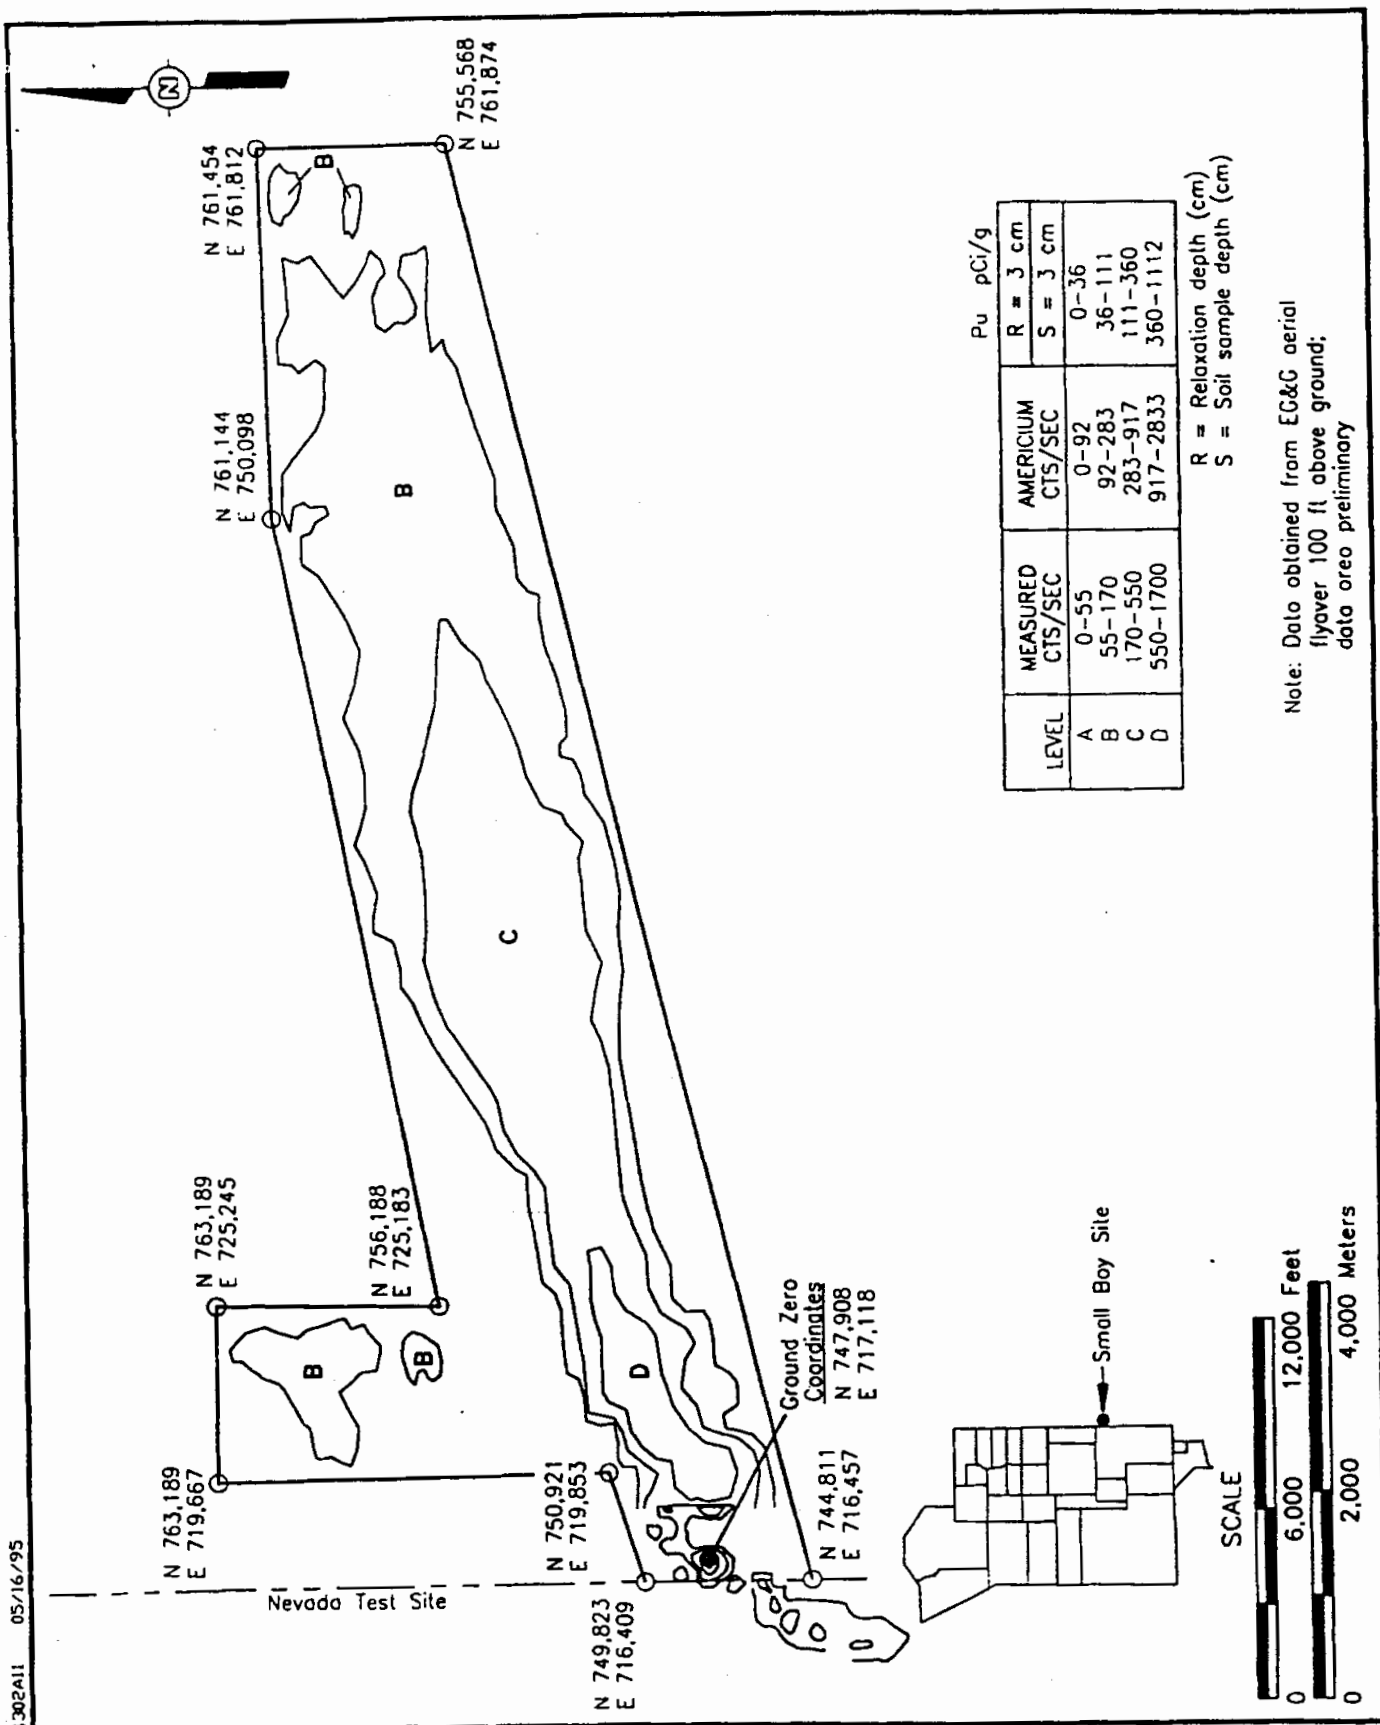 302A11 05/16/95
N 763,189
E 719,667
N 763,189
E 725,245
N 756,188
E 725,183
N 761,144
E 750,098
N 761,454
E 761,812
N 755,568
E 761,874
N
B
B
B
B
C
D
N 750,921
E 719,853
N 749,823
E 716,409
Nevada Test Site
Ground Zero
Coordinates
N 747,908
E 717,118
N 744,811
E 716,457
Pu pCi/g
LEVEL MEASURED CTS/SEC AMERICIUM CTS/SEC R = 3 cm S = 3 cm
A 0-55 0-92 0-36
B 55-170 92-283 36-111
C 170-550 283-917 111-360
D 550-1700 917-2833 360-1112
R = Relaxation depth (cm)
S = Soil sample depth (cm)
Small Boy Site
SCALE
0 6,000 12,000 Feet
0 2,000 4,000 Meters
Note: Data obtained from EG&G aerial
flyover 100 ft above ground;
data area preliminary